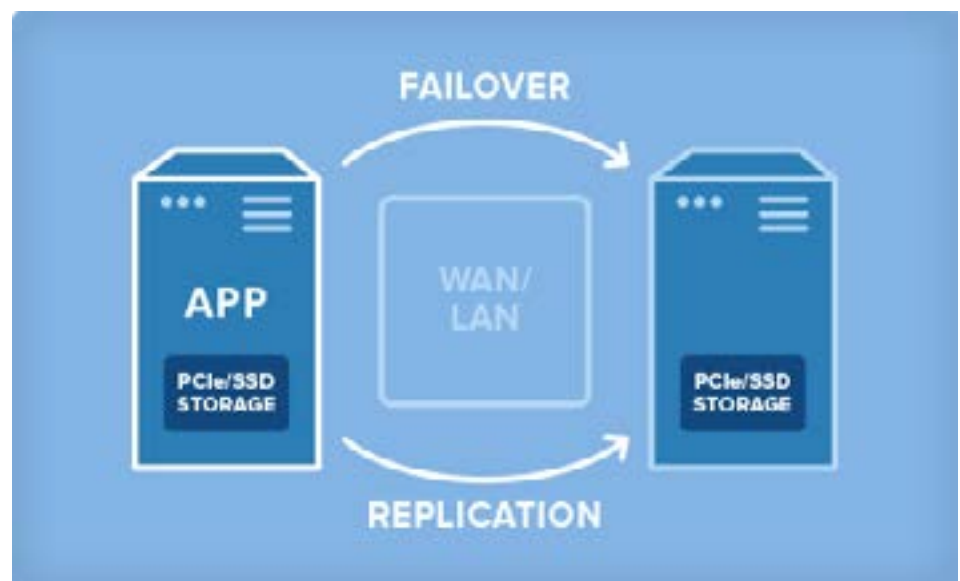 FAILOVER
WAN/
LAN
APP
PCIe/SSD
STORAGE
PCIe/SSD
STORAGE
REPLICATION